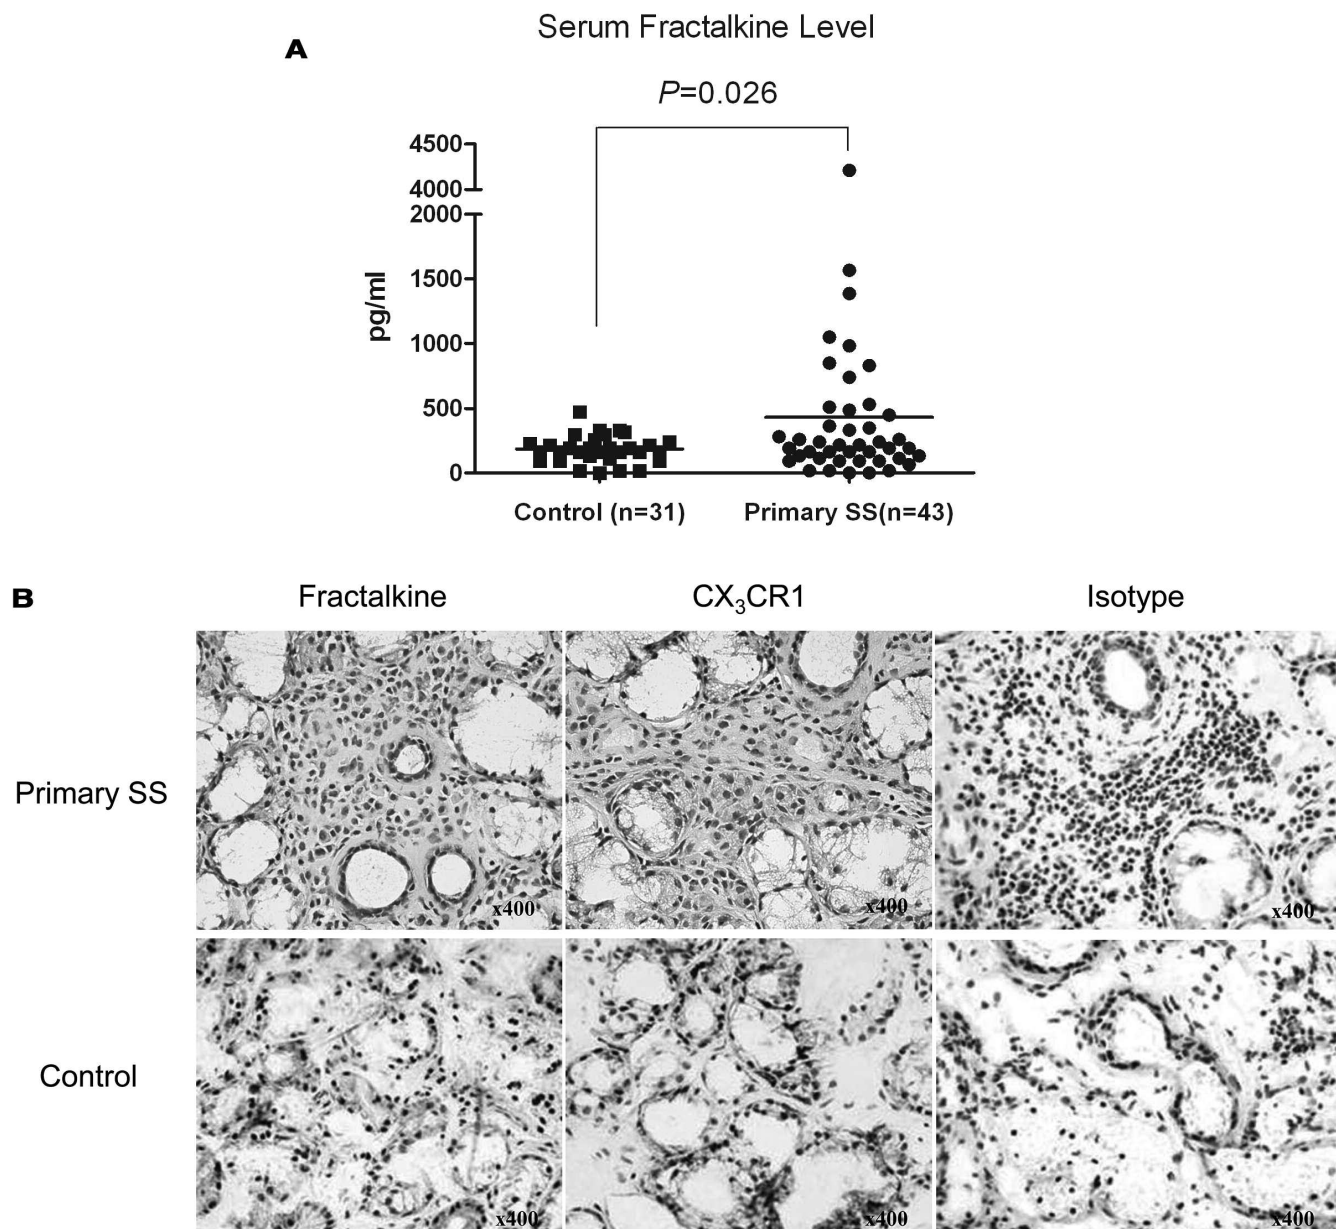 Serum Fractalkine Level
A
P=0.026
4500
4000
2000
1500
1000
500
0
pg/ml
Control (n=31) Primary SS(n=43)
B
Fractalkine CX₃CR1 Isotype
Primary SS
x400 x400 x400
Control
x400 x400 x400